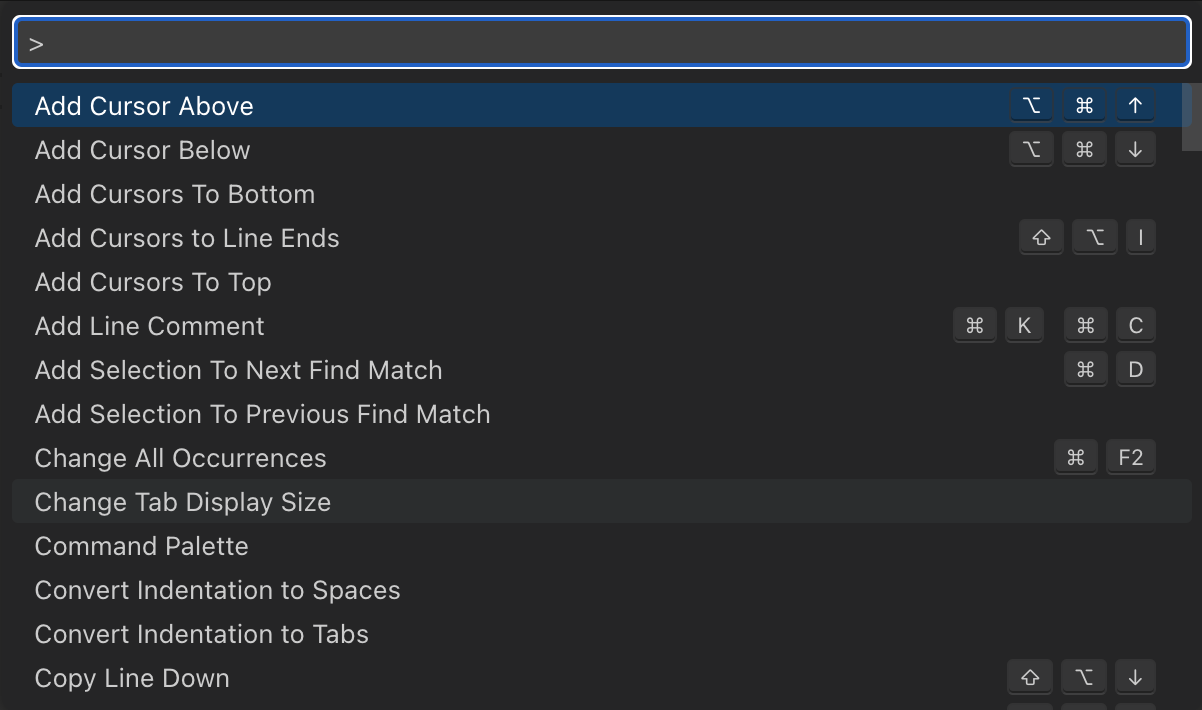 >
Add Cursor Above ⌥ ⌘ ↑
Add Cursor Below ⌥ ⌘ ↓
Add Cursors To Bottom
Add Cursors to Line Ends ⇧ ⌥ I
Add Cursors To Top
Add Line Comment ⌘ K ⌘ C
Add Selection To Next Find Match ⌘ D
Add Selection To Previous Find Match
Change All Occurrences ⌘ F2
Change Tab Display Size
Command Palette
Convert Indentation to Spaces
Convert Indentation to Tabs
Copy Line Down ⇧ ⌥ ↓